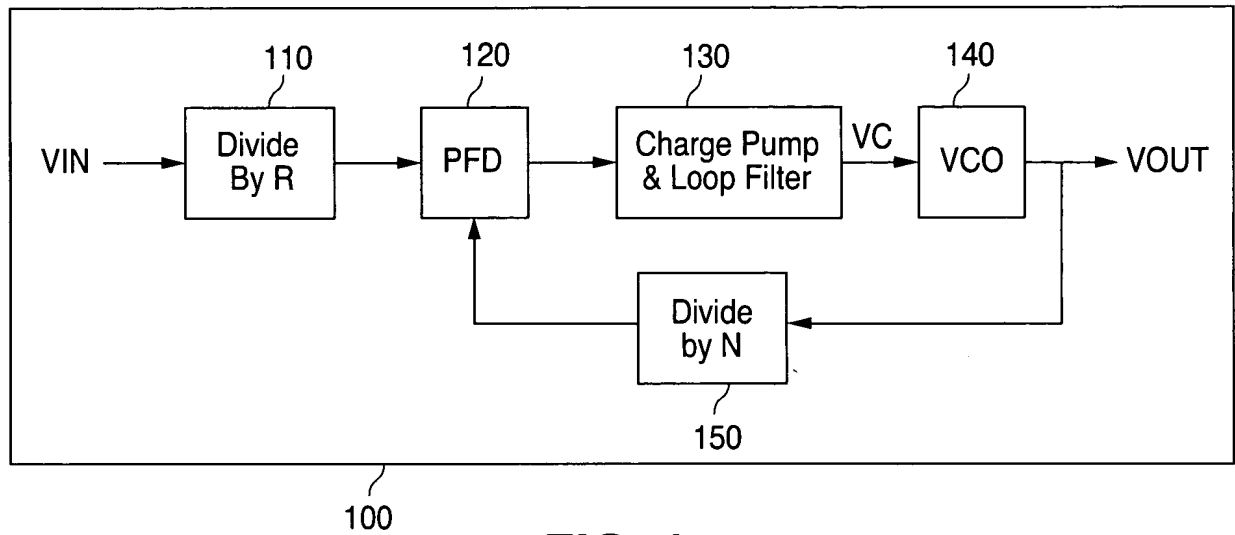 110
120
130
140
VIN
Divide
By R
PFD
Charge Pump
& Loop Filter
VC
VCO
VOUT
Divide
by N
150
100